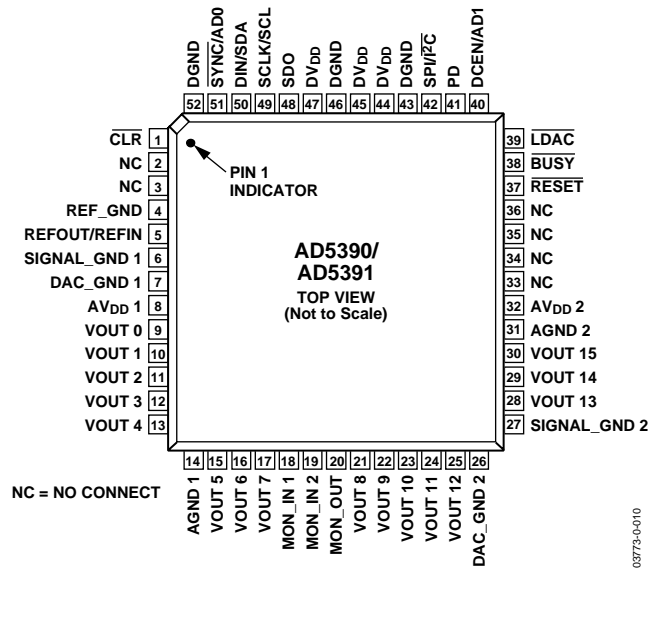 DGND
SYNC/AD0
DIN/SDA
SCLK/SCL
SDO
DVDD
DGND
DVDD
DVDD
DGND
SPI/I2C
PD
DCEN/AD1
52 51 50 49 48 47 46 45 44 43 42 41 40
CLR 1
NC 2
NC 3
REF_GND 4
REFOUT/REFIN 5
SIGNAL_GND 1 6
DAC_GND 1 7
AVDD 1 8
VOUT 0 9
VOUT 1 10
VOUT 2 11
VOUT 3 12
VOUT 4 13
PIN 1
INDICATOR
AD5390/
AD5391
TOP VIEW
(Not to Scale)
39 LDAC
38 BUSY
37 RESET
36 NC
35 NC
34 NC
33 NC
32 AVDD 2
31 AGND 2
30 VOUT 15
29 VOUT 14
28 VOUT 13
27 SIGNAL_GND 2
14 15 16 17 18 19 20 21 22 23 24 25 26
AGND 1
VOUT 5
VOUT 6
VOUT 7
MON_IN 1
MON_IN 2
MON_OUT
VOUT 8
VOUT 9
VOUT 10
VOUT 11
VOUT 12
DAC_GND 2
NC = NO CONNECT
03773-0-010